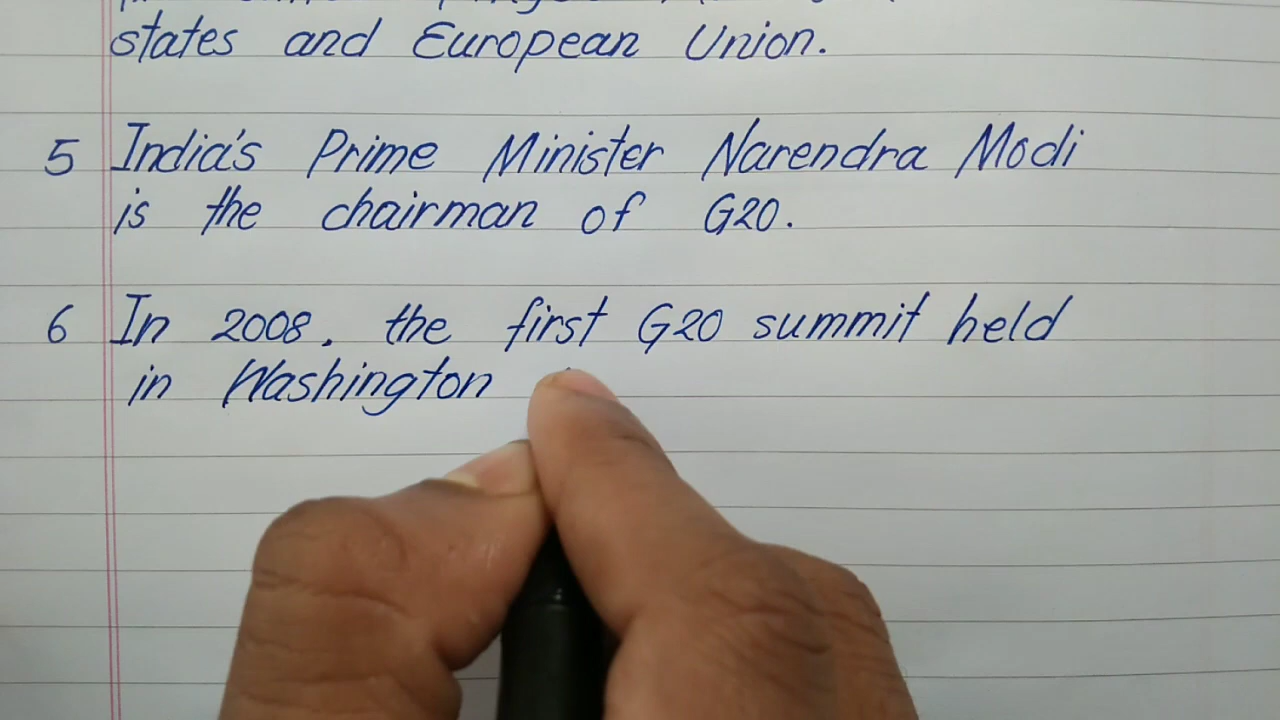 states and European Union.
5 India's Prime Minister Narendra Modi
is the chairman of G20.
6 In 2008. the first G20 summit held
in Washington